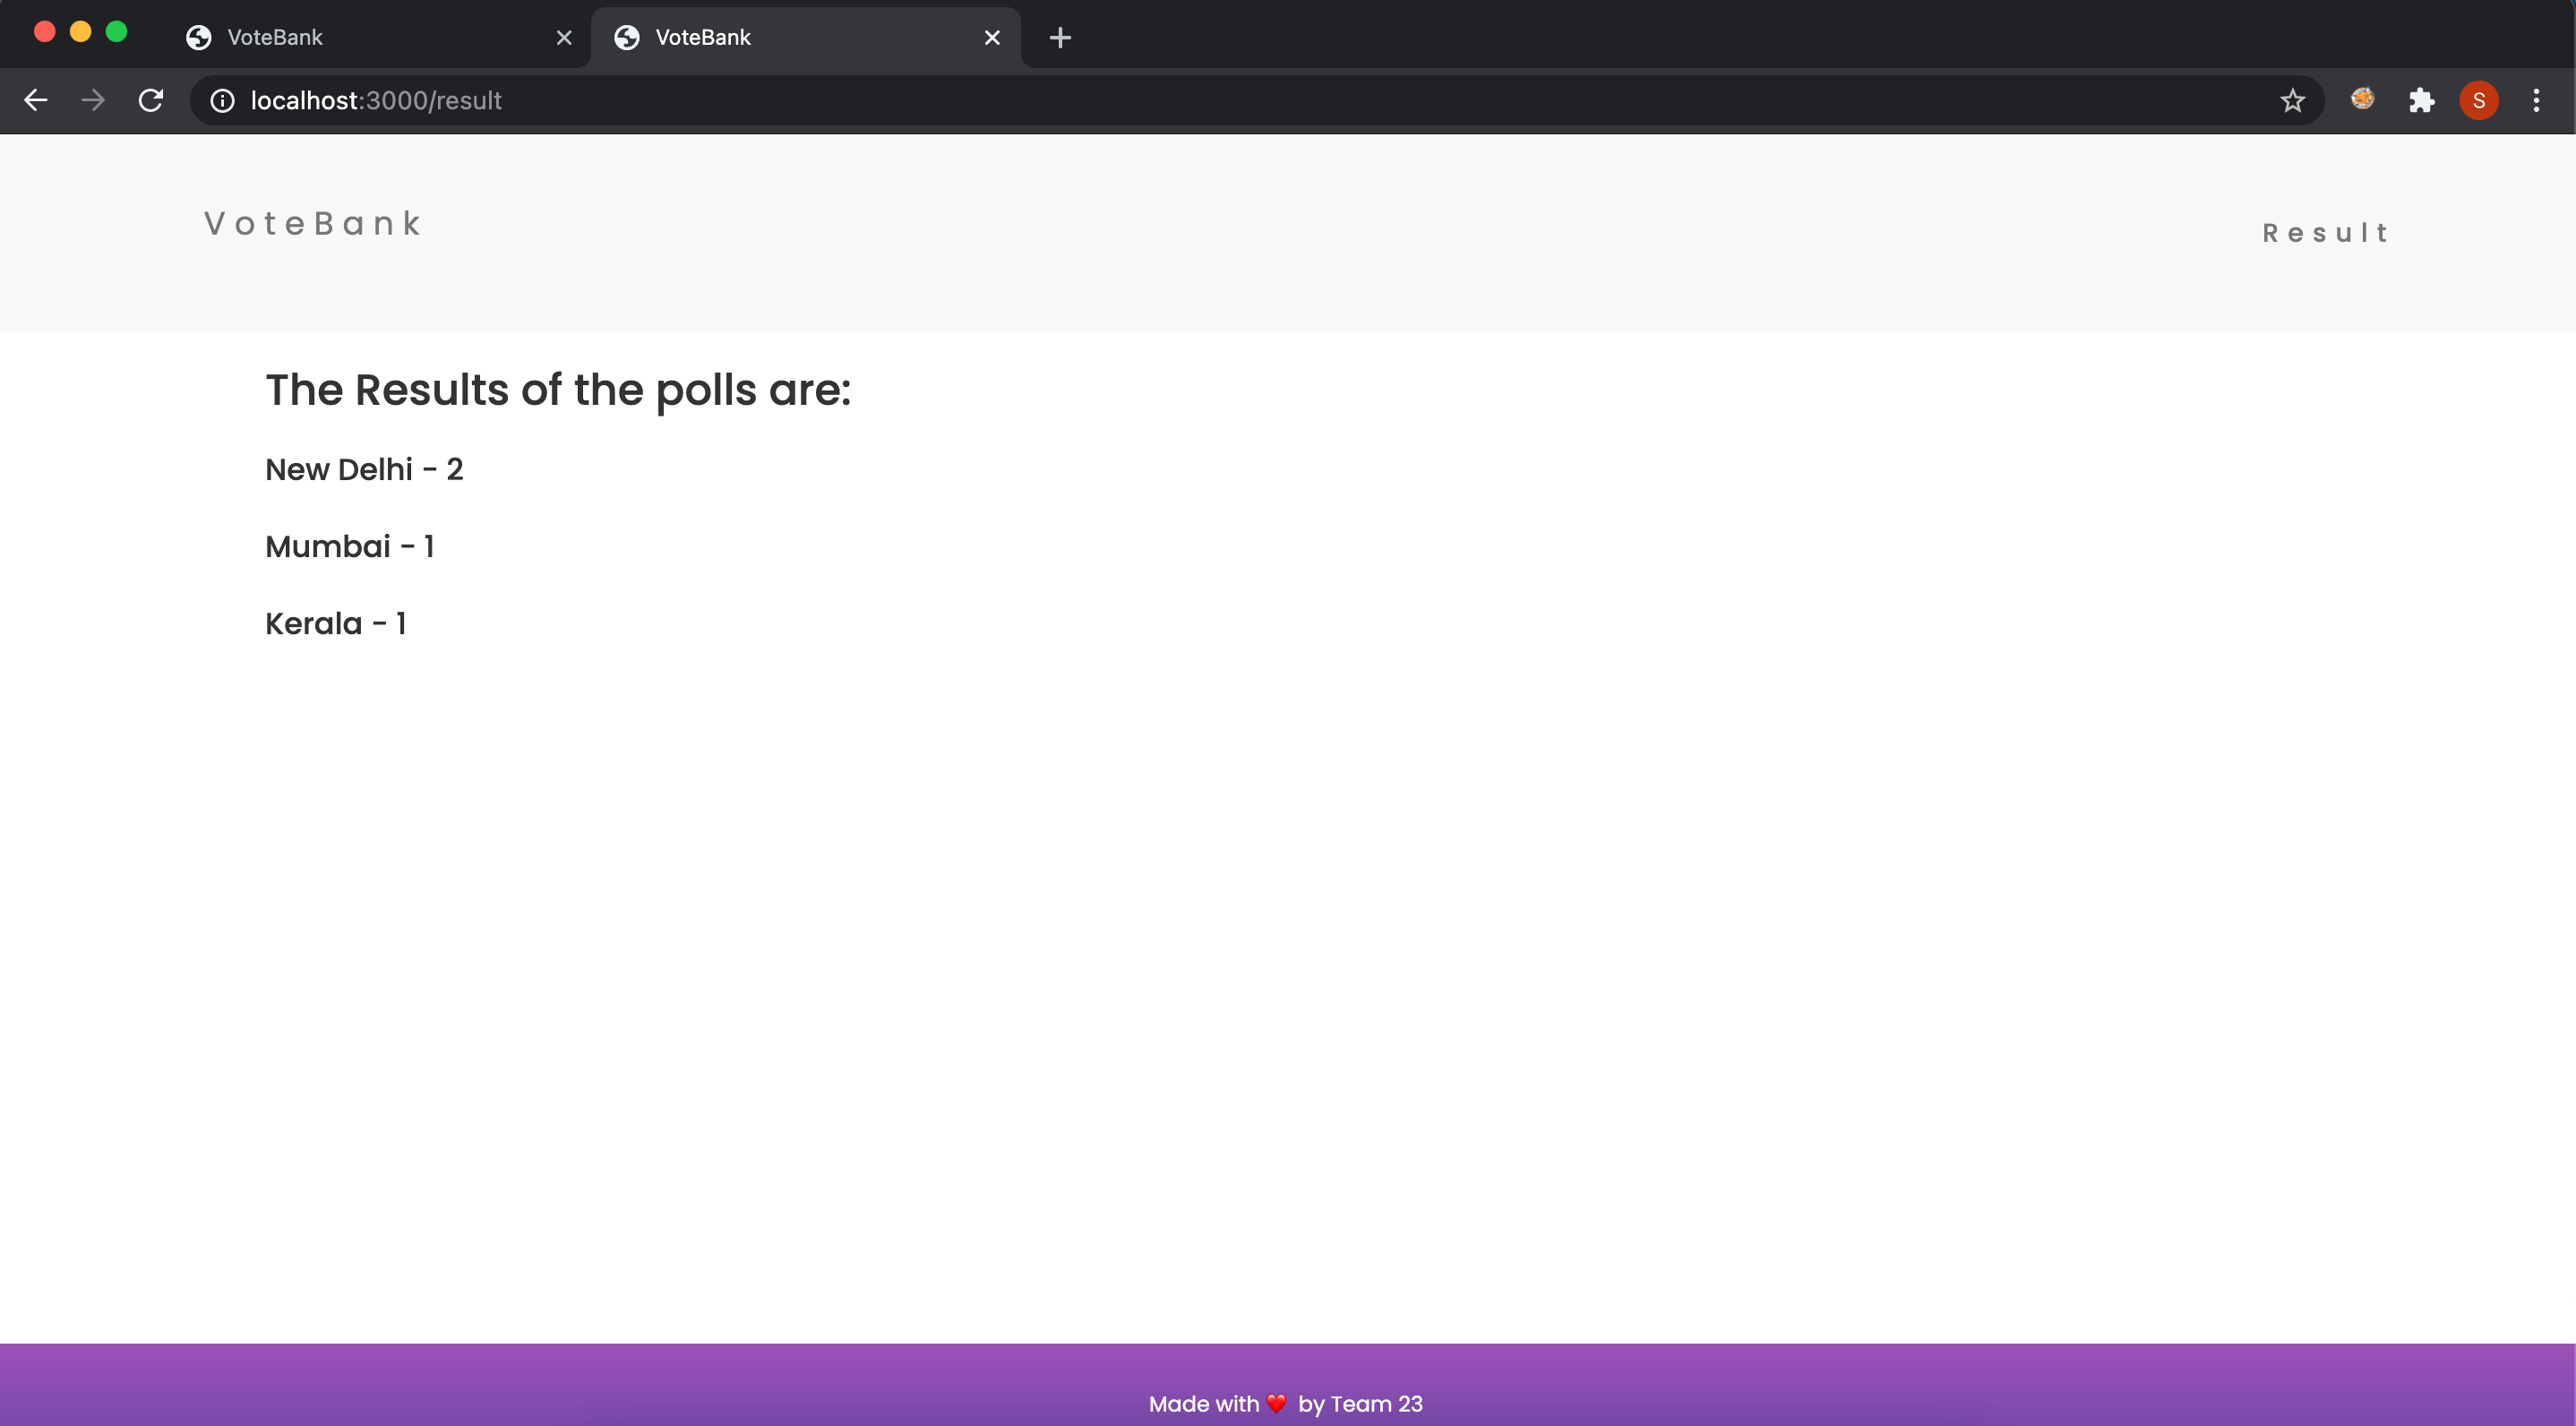 VoteBank
VoteBank
localhost:3000/result
S
VoteBank
Result
The Results of the polls are:
New Delhi - 2
Mumbai - 1
Kerala - 1
Made with ❤️ by Team 23